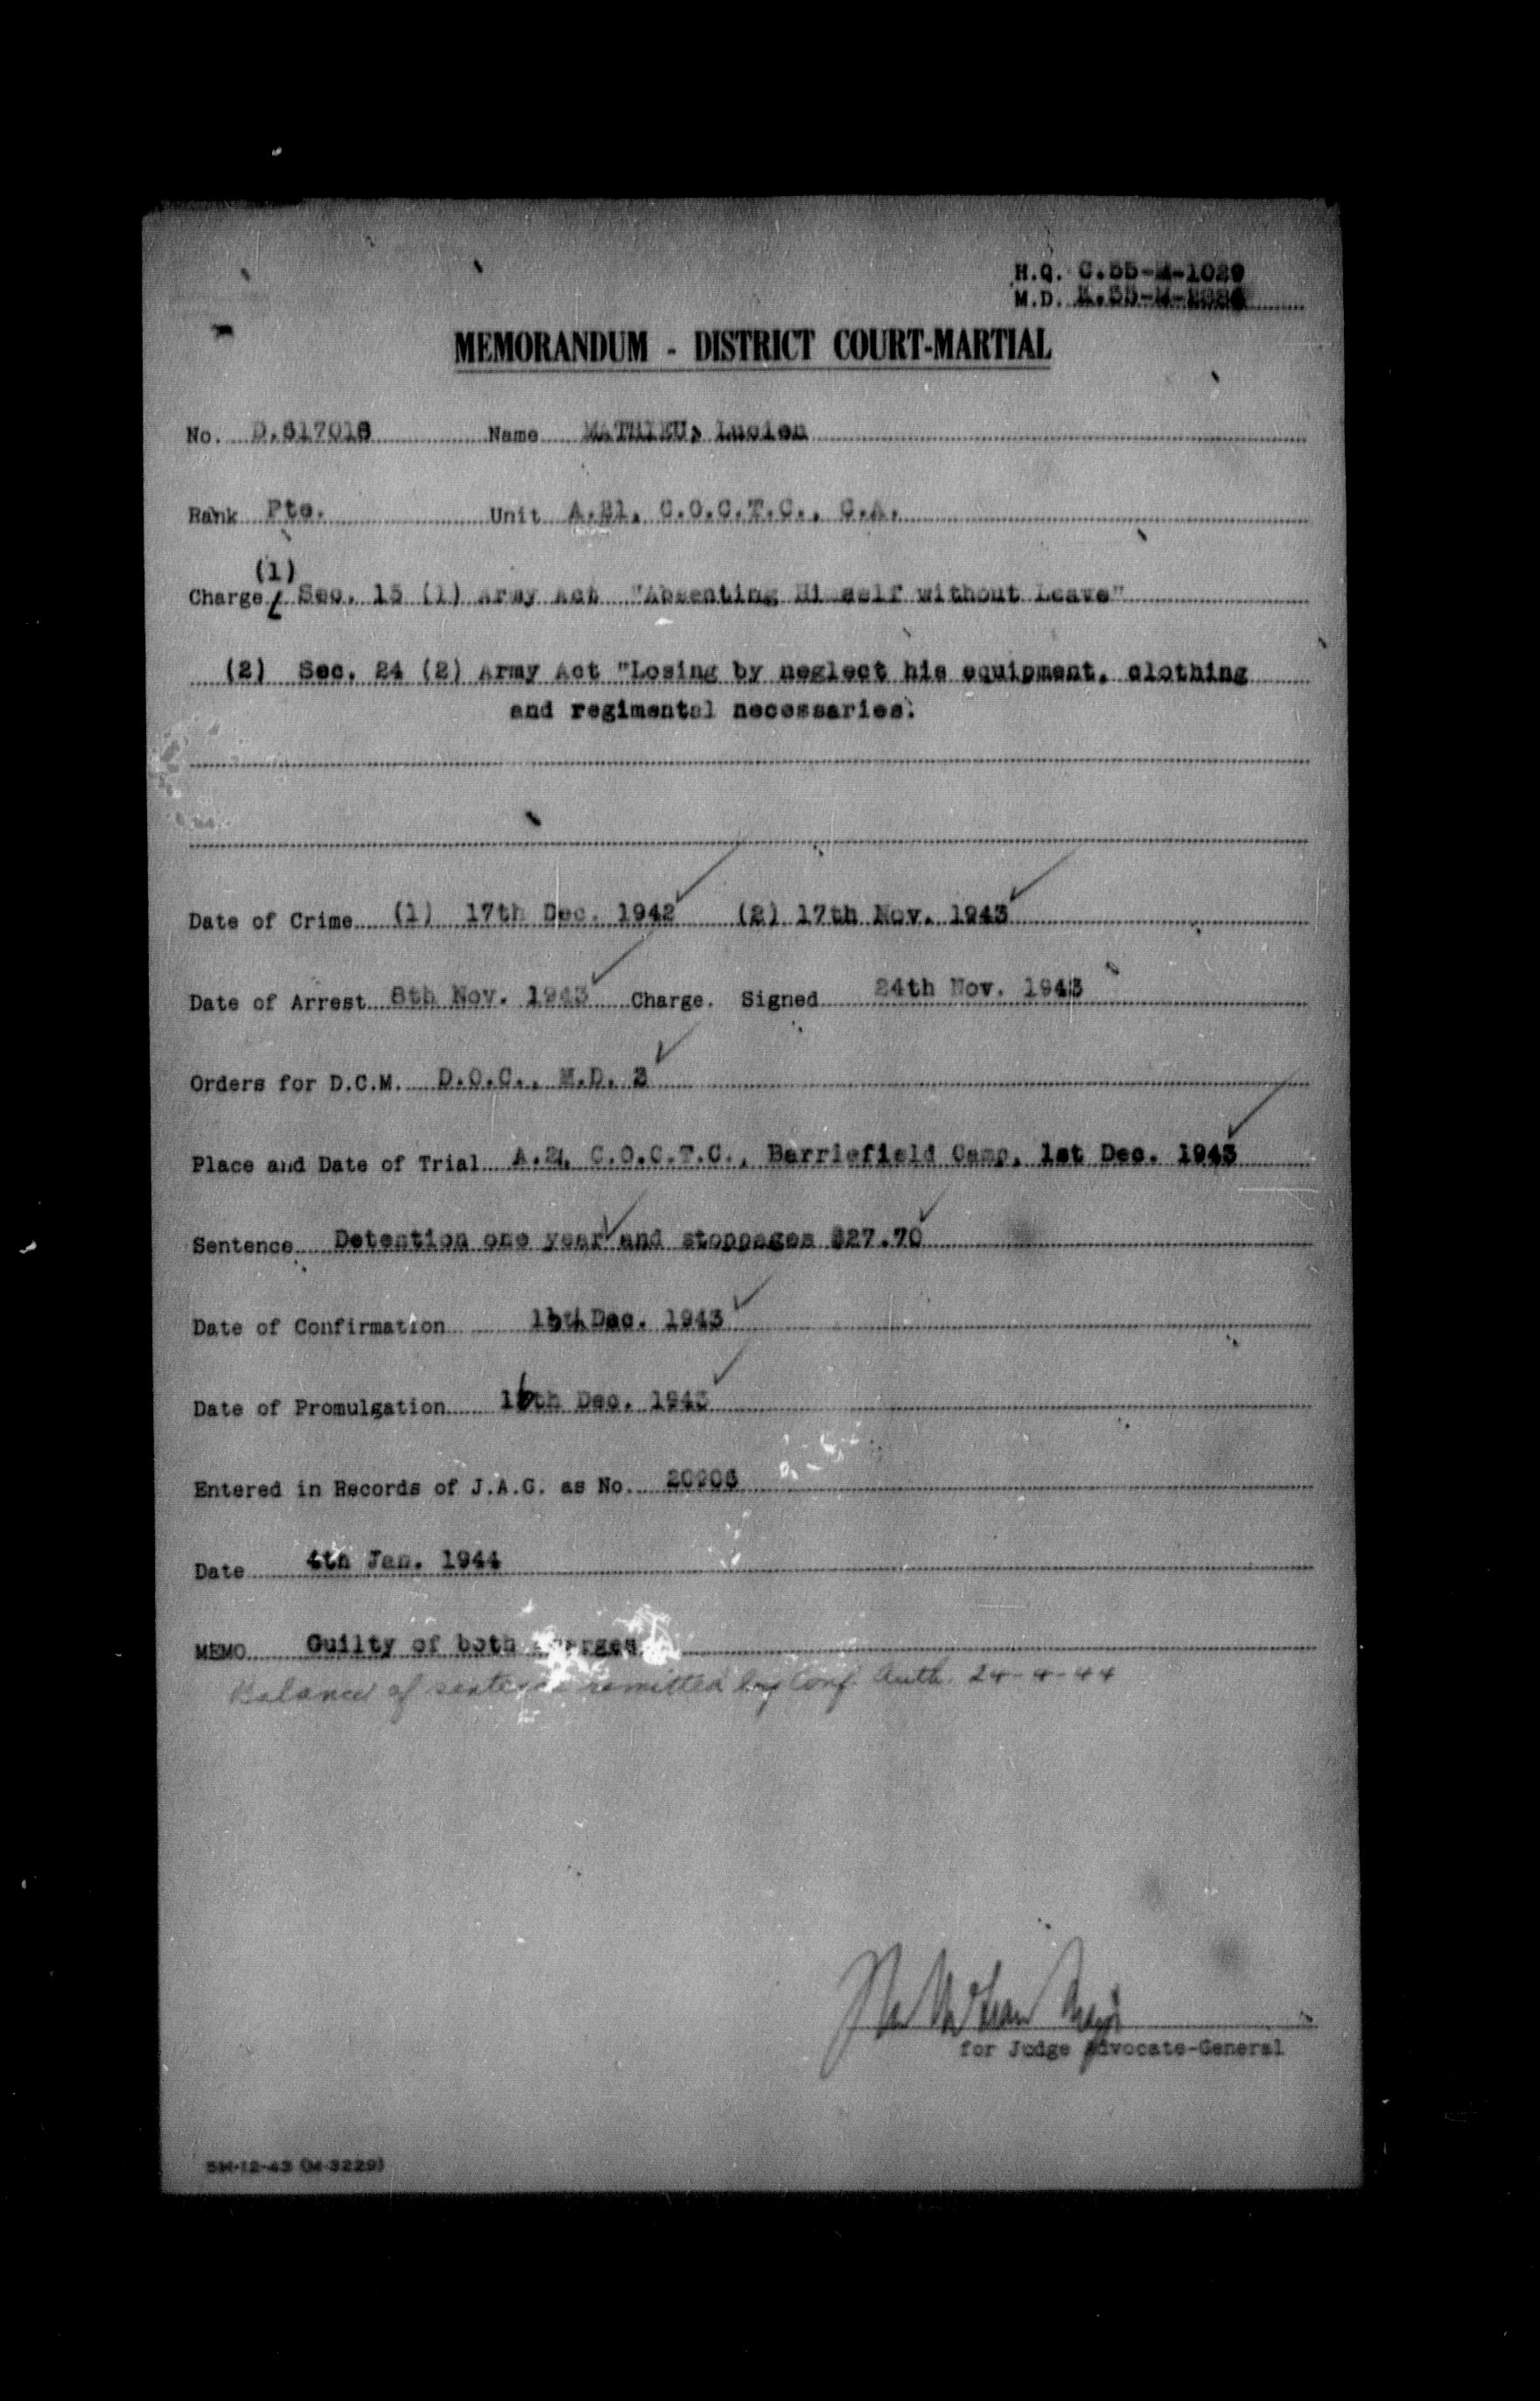 H.Q. C.55-M-1029
M.D. K.55-M-
MEMORANDUM - DISTRICT COURT-MARTIAL
No. D.617018 Name MATHIEU, Lucien
Rank Pte. Unit A.21, C.O.C.T.C., C.A.
(1)
Charge Sec. 15 (1) Army Act "Absenting Himself without Leave"
(2) Sec. 24 (2) Army Act "Losing by neglect his equipment, clothing
and regimental necessaries.
Date of Crime (1) 17th Dec. 1942 (2) 17th Nov. 1943
Date of Arrest 8th Nov. 1943 Charge. Signed 24th Nov. 1943
Orders for D.C.M. D.O.C., M.D. 3
Place and Date of Trial A.21, C.O.C.T.C., Barriefield Camp, 1st Dec. 1943
Sentence Detention one year and stoppages $27.70
Date of Confirmation Dec. 1943
Date of Promulgation 16th Dec. 1943
Entered in Records of J.A.G. as No. 20906
Date 4th Jan. 1944
MEMO Guilty of both charges.
Balance of sentence remitted by Conf. Auth. 24-4-44
Major
for Judge Advocate-General
5M-12-43 (M-3229)